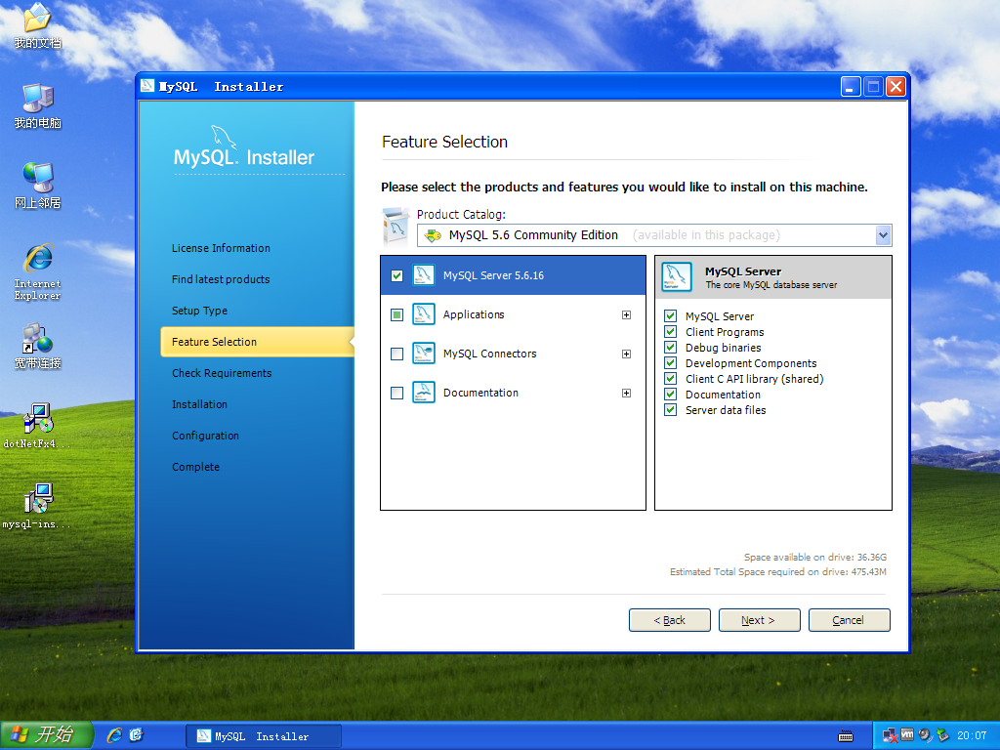 我的文档
我的电脑
网上邻居
Internet
Explorer
宽带连接
dotNetFx4...
mysql-ins...
MySQL Installer
MySQL. Installer
License Information
Find latest products
Setup Type
Feature Selection
Check Requirements
Installation
Configuration
Complete
Feature Selection
Please select the products and features you would like to install on this machine.
Product Catalog:
MySQL 5.6 Community Edition (available in this package)
MySQL Server 5.6.16
Applications
MySQL Connectors
Documentation
MySQL Server
The core MySQL database server
MySQL Server
Client Programs
Debug binaries
Development Components
Client C API library (shared)
Documentation
Server data files
Space available on drive: 36.36G
Estimated Total Space required on drive: 475.43M
< Back
Next >
Cancel
开始
MySQL Installer
vm
20:07